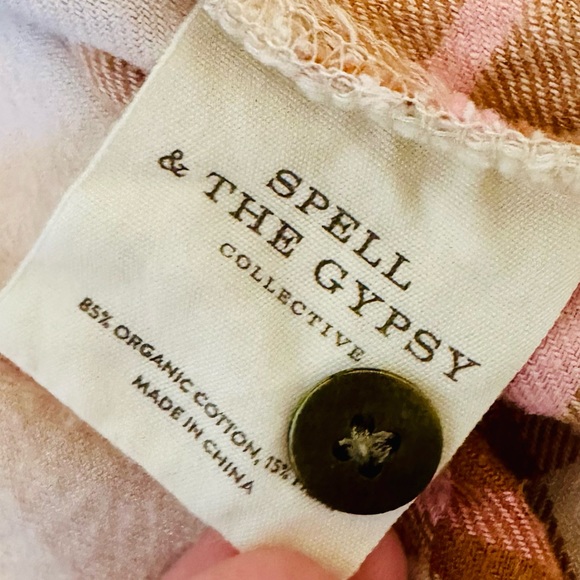 SPELL
& THE GYPSY
COLLECTIVE
85% ORGANIC COTTON, 15%
MADE IN CHINA